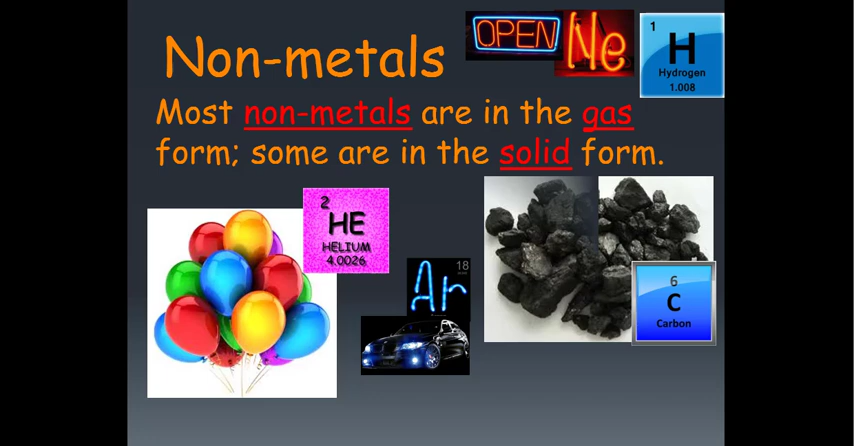 Non-metals
OPEN
Ne
1
H
Hydrogen
1.008
Most non-metals are in the gas
form; some are in the solid form.
2
HE
HELIUM
4.0026
18
Ar
6
C
Carbon